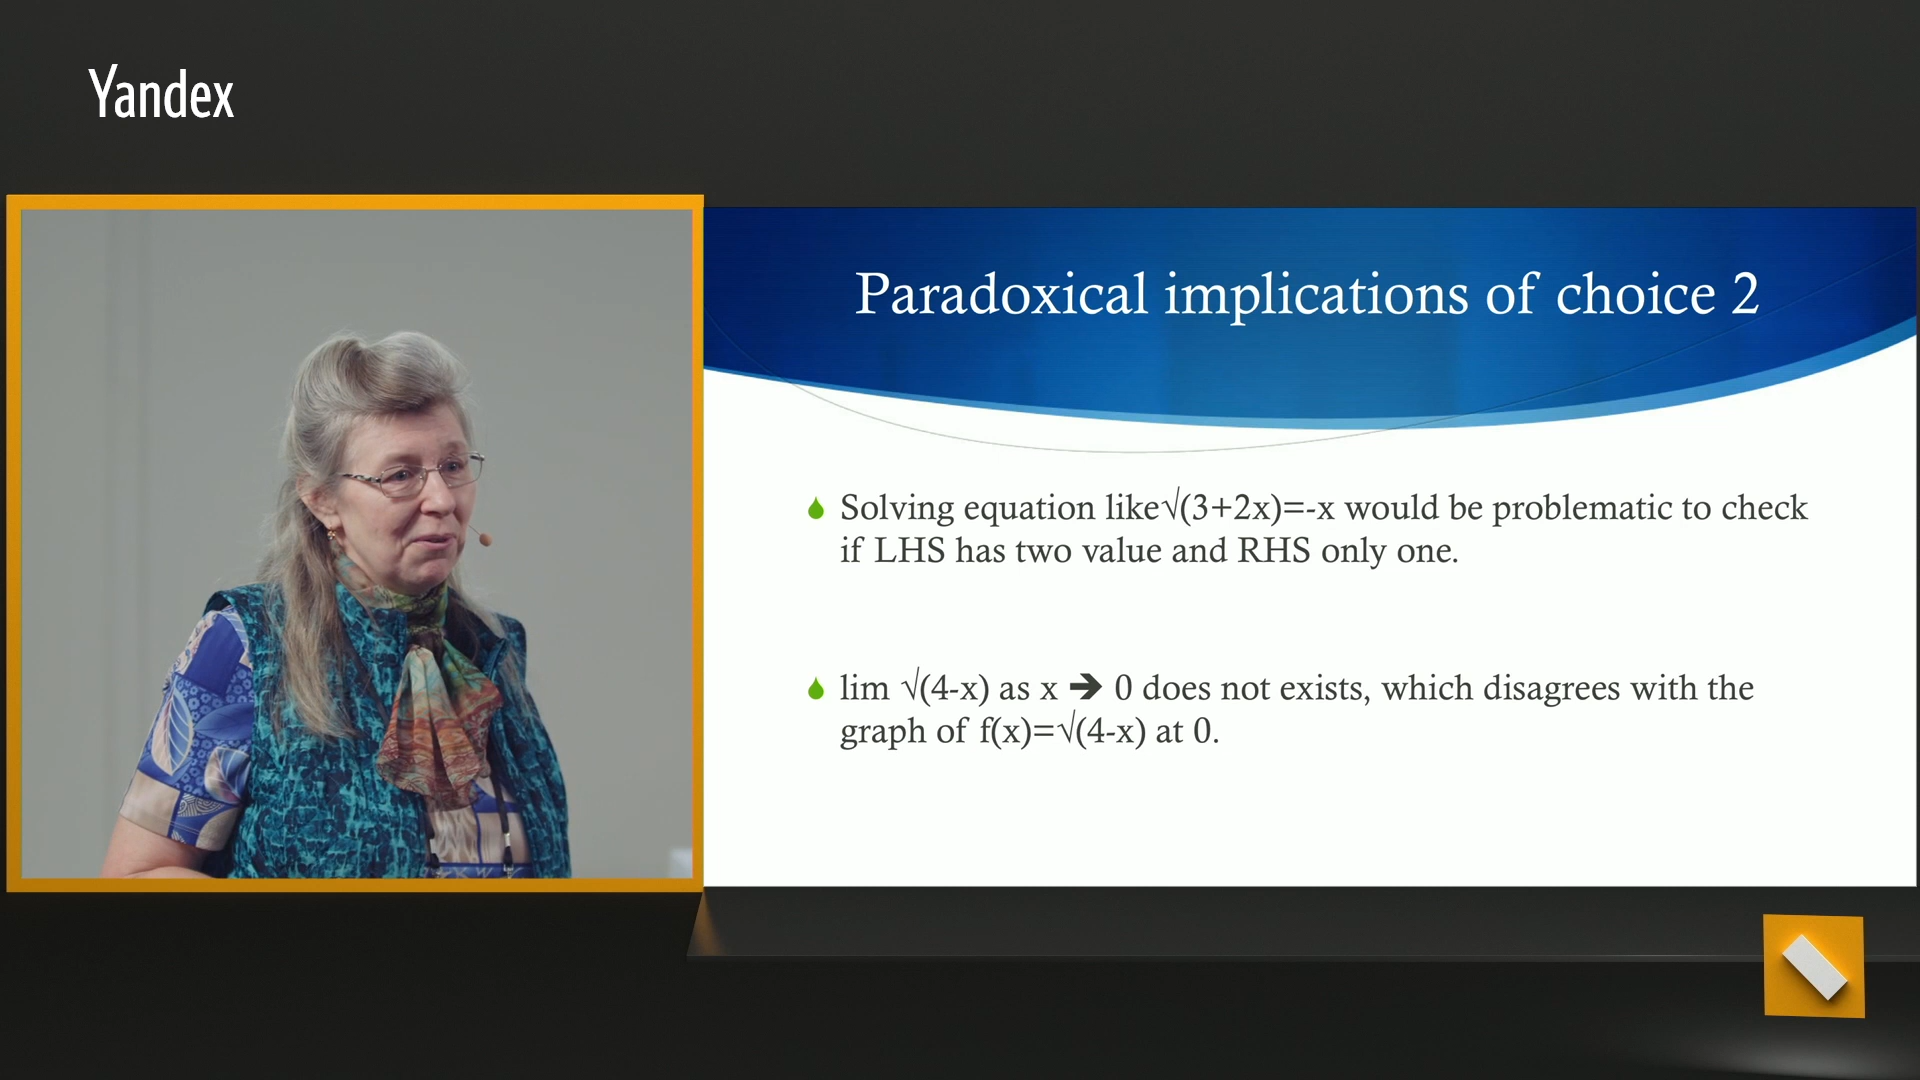 Yandex
Paradoxical implications of choice 2
Solving equation like√(3+2x)=-x would be problematic to check
if LHS has two value and RHS only one.
lim √(4-x) as x ➔ 0 does not exists, which disagrees with the
graph of f(x)=√(4-x) at 0.